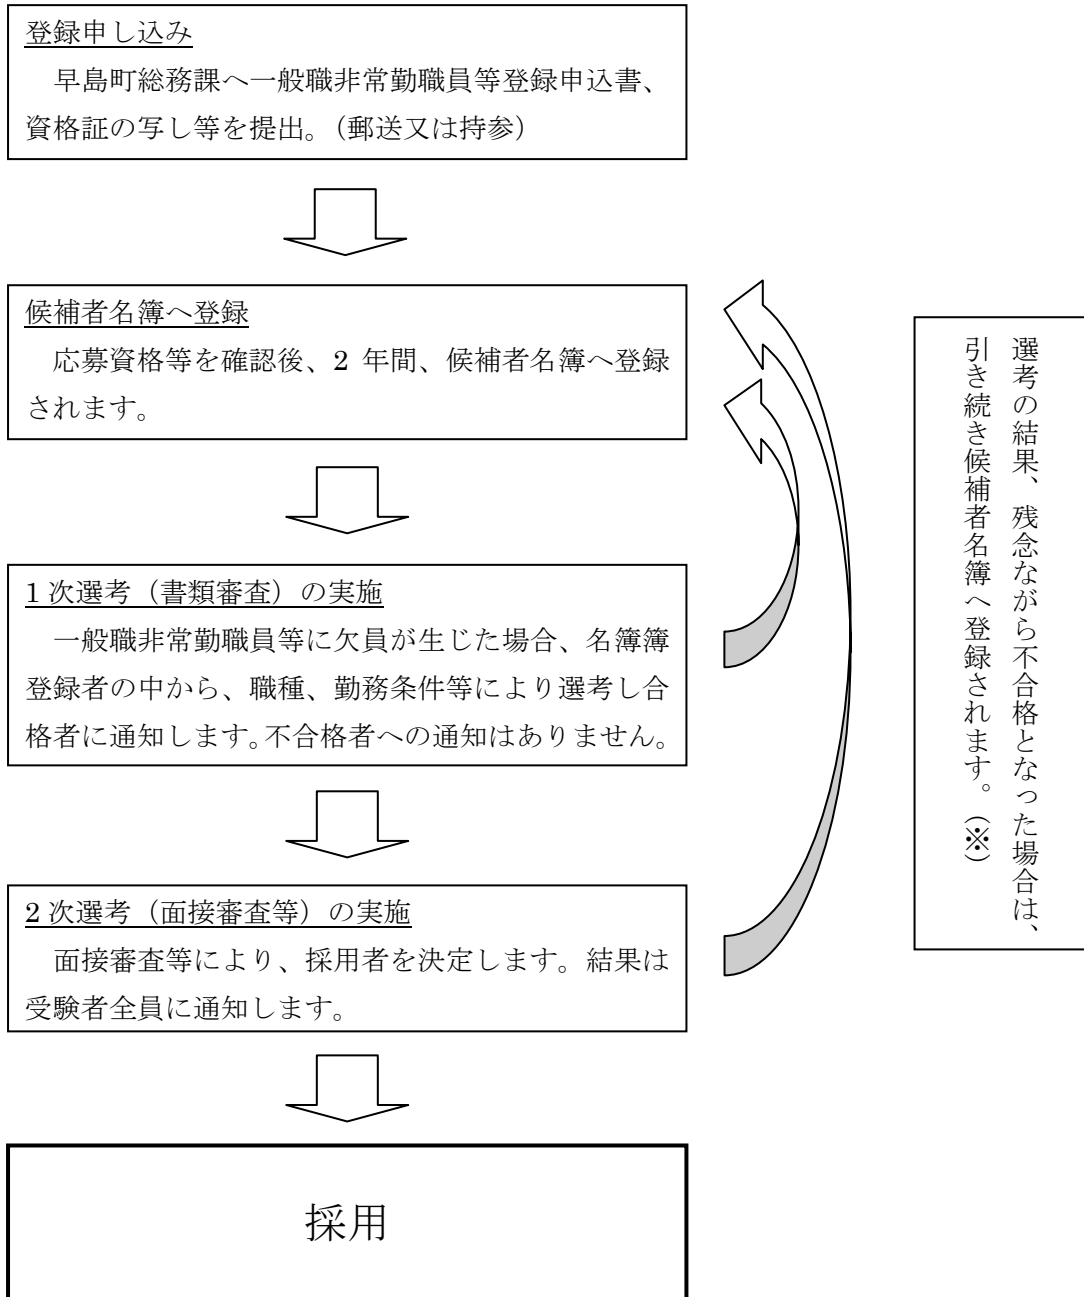 登録申し込み
早島町総務課へ一般職非常勤職員等登録申込書、
資格証の写し等を提出。（郵送又は持参）
候補者名簿へ登録
応募資格等を確認後、2 年間、候補者名簿へ登録
されます。
1 次選考（書類審査）の実施
一般職非常勤職員等に欠員が生じた場合、名簿簿
登録者の中から、職種、勤務条件等により選考し合
格者に通知します。不合格者への通知はありません。
2 次選考（面接審査等）の実施
面接審査等により、採用者を決定します。結果は
受験者全員に通知します。
採用
選考の結果、残念ながら不合格となった場合は、
引き続き候補者名簿へ登録されます。（※）